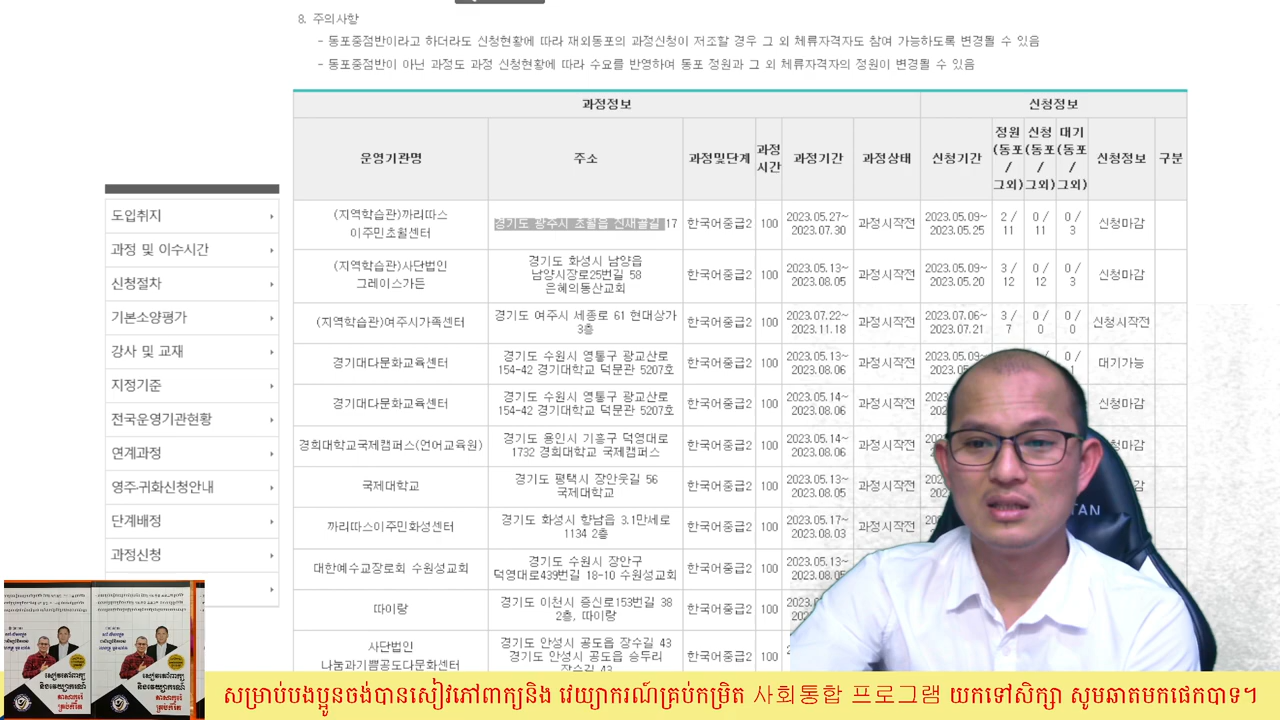 8. 주의사항
- 동포중점반이라고 하더라도 신청현황에 따라 재외동포의 과정신청이 저조할 경우 그 외 체류자격자도 참여 가능하도록 변경될 수 있음
- 동포중점반이 아닌 과정도 과정 신청현황에 따라 수요를 반영하여 동포 정원과 그 외 체류자격자의 정원이 변경될 수 있음
도입취지
과정 및 이수시간
신청절차
기본소양평가
강사 및 교재
지정기준
전국운영기관현황
연계과정
영주·귀화신청안내
단계배정
과정신청
과정정보 신청정보
운영기관명 주소 과정및단계 과정시간 과정기간 과정상태 신청기간 정원(동포/그외) 신청(동포/그외) 대기(동포/그외) 신청정보 구분
(지역학습관)까리따스 이주민초월센터 경기도 광주시 초월읍 진새골길 17 한국어중급2 100 2023.05.27~2023.07.30 과정시작전 2023.05.09~2023.05.25 2 / 11 0 / 11 0 / 3 신청마감
(지역학습관)사단법인 그레이스가든 경기도 화성시 남양읍 남양시장로25번길 58 은혜의동산교회 한국어중급2 100 2023.05.13~2023.08.05 과정시작전 2023.05.09~2023.05.20 3 / 12 0 / 12 0 / 3 신청마감
(지역학습관)여주시가족센터 경기도 여주시 세종로 61 현대상가 3층 한국어중급2 100 2023.07.22~2023.11.18 과정시작전 2023.07.06~2023.07.21 3 / 7 0 / 0 0 / 0 신청시작전
경기대다문화교육센터 경기도 수원시 영통구 광교산로 154-42 경기대학교 덕문관 5207호 한국어중급2 100 2023.05.13~2023.08.06 과정시작전 2023.05.09~ 대기가능
경기대다문화교육센터 경기도 수원시 영통구 광교산로 154-42 경기대학교 덕문관 5207호 한국어중급2 100 2023.05.14~2023.08.06 과정시작전 신청마감
경희대학교국제캠퍼스(언어교육원) 경기도 용인시 기흥구 덕영대로 1732 경희대학교 국제캠퍼스 한국어중급2 100 2023.05.14~2023.08.06 과정시작전
국제대학교 경기도 평택시 장안웃길 56 국제대학교 한국어중급2 100 2023.05.13~2023.08.05 과정시작전
까리따스이주민화성센터 경기도 화성시 향남읍 3.1만세로 1134 2층 한국어중급2 100 2023.05.17~2023.08.03 과정시작전
대한예수교장로회 수원성교회 경기도 수원시 장안구 덕영대로439번길 18-10 수원성교회 한국어중급2 100 2023.05.13~2023.08.05
따이랑 경기도 이천시 증신로153번길 38 2층, 따이랑 한국어중급2 100
사단법인 나눔과기쁨공도다문화센터 경기도 안성시 공도읍 장수길 43 경기도 안성시 공도읍 승두리 장수길 43 한국어중급2 100
TAN
សម្រាប់បងប្អូនចង់បានសៀវភៅពាក្យនិង វេយ្យាករណ៍គ្រប់កម្រិត 사회통합 프로그램 យកទៅសិក្សា សូមឆាតមកផេកបាទ។